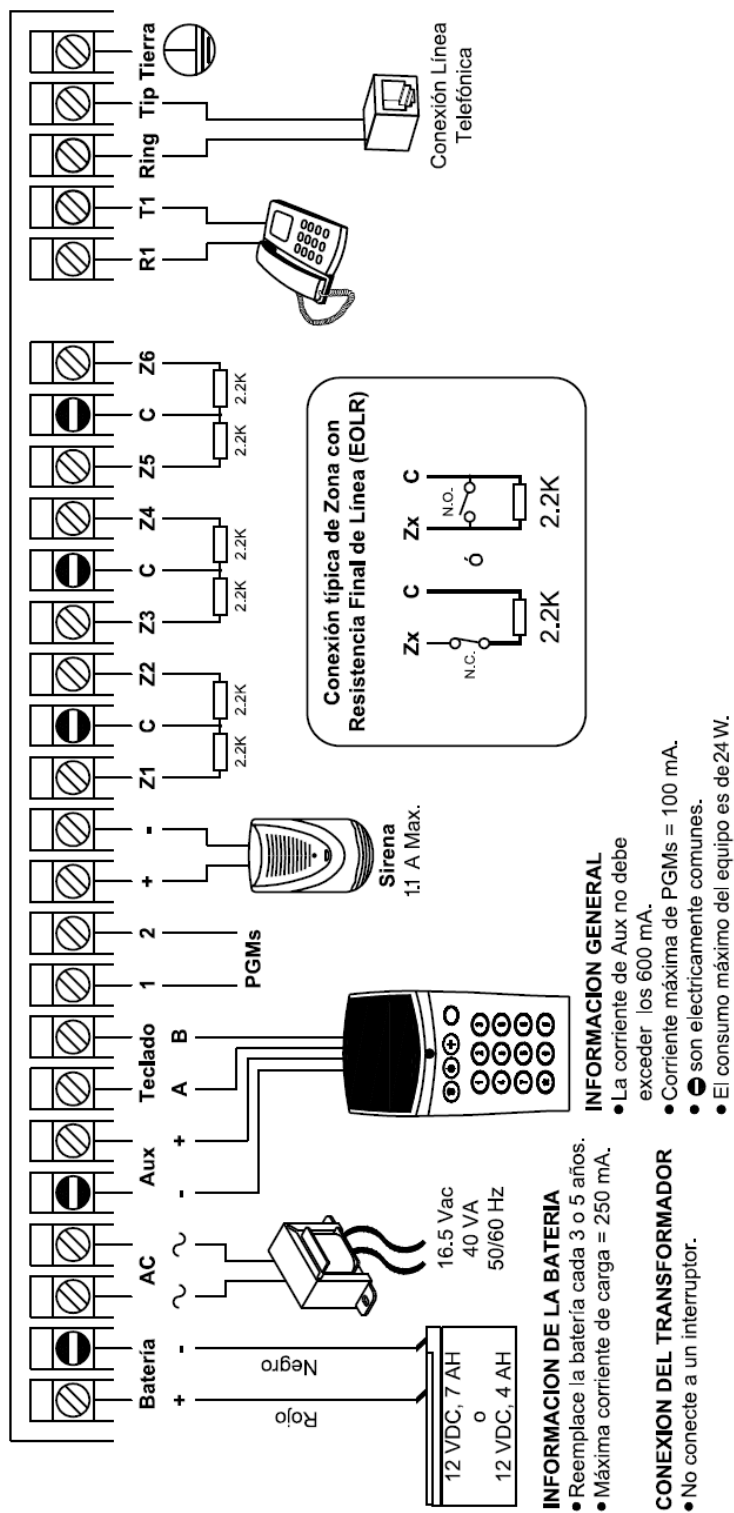 Batería
+
-
AC
Aux
-
+
Teclado
A
B
1
2
PGMs
+
-
Z1
C
Z2
Z3
C
Z4
Z5
C
Z6
R1
T1
Ring
Tip
Tierra
Rojo
Negro
12 VDC, 7 AH
o
12 VDC, 4 AH
16.5 Vac
40 VA
50/60 Hz
Sirena
1.1 A Max.
2.2K
2.2K
2.2K
2.2K
2.2K
2.2K
Conexión Línea
Telefónica
Conexión típica de Zona con
Resistencia Final de Línea (EOLR)
Zx
C
N.C.
2.2K
ó
Zx
C
N.O.
2.2K
INFORMACION DE LA BATERIA
• Reemplace la batería cada 3 o 5 años.
• Máxima corriente de carga = 250 mA.
CONEXION DEL TRANSFORMADOR
• No conecte a un interruptor.
INFORMACION GENERAL
• La corriente de Aux no debe
exceder los 600 mA.
• Corriente máxima de PGMs = 100 mA.
• son electricamente comunes.
• El consumo máximo del equipo es de 24 W.